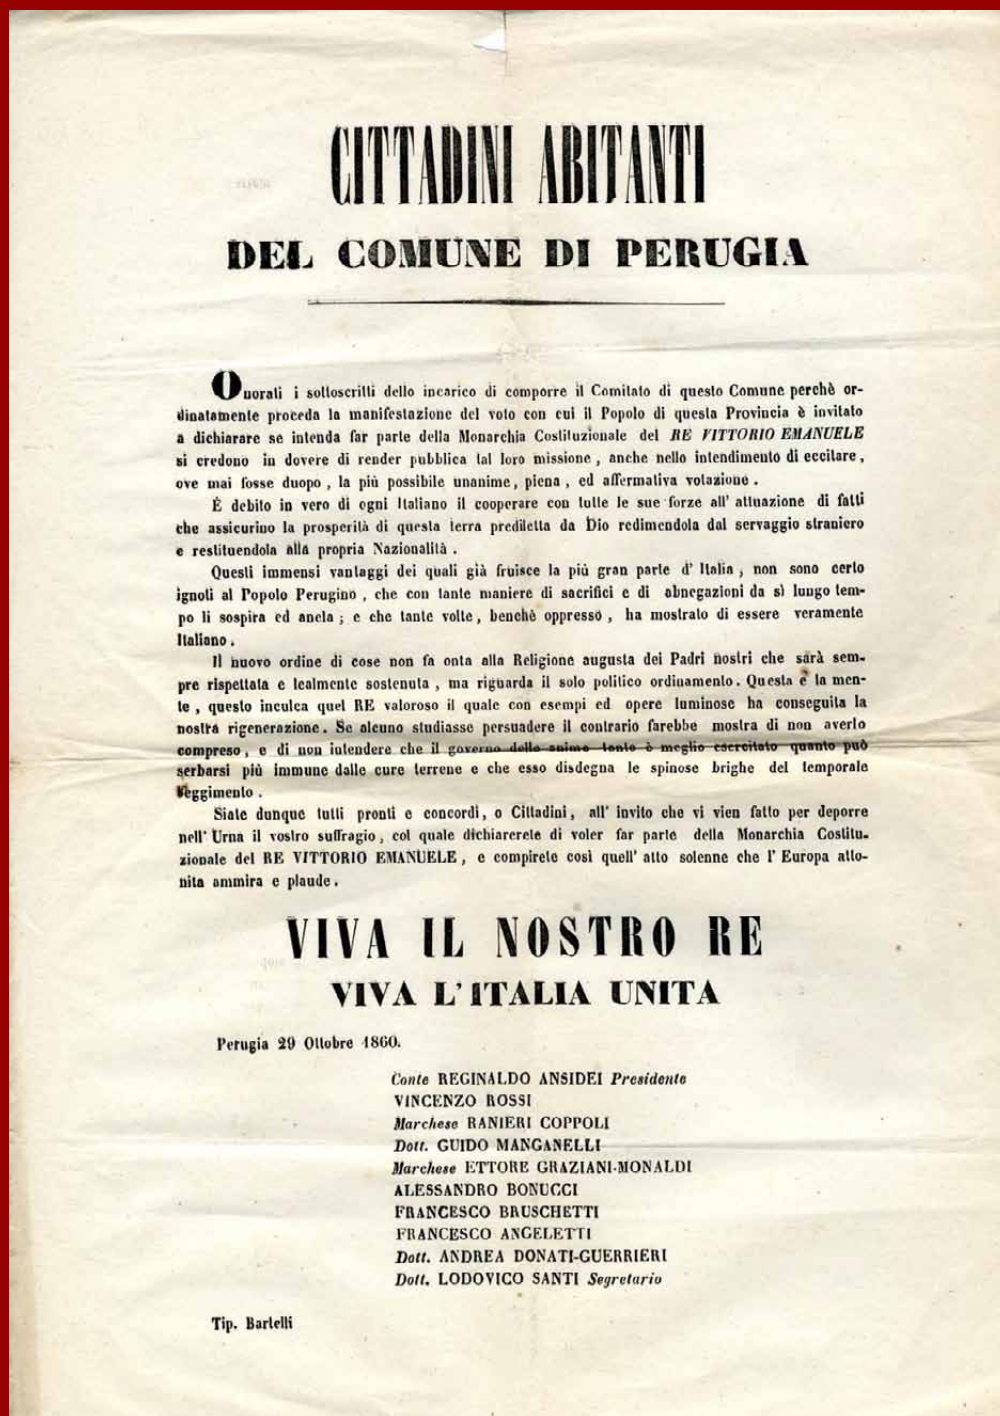 CITTADINI ABITANTI
DEL COMUNE DI PERUGIA
Onorati i sottoscritti dello incarico di comporre il Comitato di questo Comune perchè or-
dinatamente proceda la manifestazione del voto con cui il Popolo di questa Provincia è invitato
a dichiarare se intenda far parte della Monarchia Costituzionale del RE VITTORIO EMANUELE
si credono in dovere di render pubblica tal loro missione, anche nello intendimento di eccitare,
ove mai fosse duopo, la più possibile unanime, piena, ed affermativa votazione.
È debito in vero di ogni Italiano il cooperare con tutte le sue forze all' attuazione di fatti
che assicurino la prosperità di questa terra prediletta da Dio redimendola dal servaggio straniero
e restituendola alla propria Nazionalità.
Questi immensi vantaggi dei quali già fruisce la più gran parte d' Italia, non sono certo
ignoti al Popolo Perugino, che con tante maniere di sacrifici e di abnegazioni da sì lungo tem-
po li sospira ed anela; e che tante volte, benchè oppresso, ha mostrato di essere veramente
Italiano.
Il nuovo ordine di cose non fa onta alla Religione augusta dei Padri nostri che sarà sem-
pre rispettata e lealmente sostenuta, ma riguarda il solo politico ordinamento. Questa è la men-
te, questo inculca quel RE valoroso il quale con esempi ed opere luminose ha conseguita la
nostra rigenerazione. Se alcuno studiasse persuadere il contrario farebbe mostra di non averlo
compreso, e di non intendere che il governo delle anime tanto è meglio esercitato quanto può
serbarsi più immune dalle cure terrene e che esso disdegna le spinose brighe del temporale
Reggimento.
Siate dunque tutti pronti e concordi, o Cittadini, all' invito che vi vien fatto per deporre
nell' Urna il vostro suffragio, col quale dichiarerete di voler far parte della Monarchia Costitu-
zionale del RE VITTORIO EMANUELE, e compirete così quell' atto solenne che l' Europa atto-
nita ammira e plaude.
VIVA IL NOSTRO RE
VIVA L'ITALIA UNITA
Perugia 29 Ottobre 1860.
Conte REGINALDO ANSIDEI Presidente
VINCENZO ROSSI
Marchese RANIERI COPPOLI
Dott. GUIDO MANGANELLI
Marchese ETTORE GRAZIANI-MONALDI
ALESSANDRO BONUCCI
FRANCESCO BRUSCHETTI
FRANCESCO ANGELETTI
Dott. ANDREA DONATI-GUERRIERI
Dott. LODOVICO SANTI Segretario
Tip. Bartelli